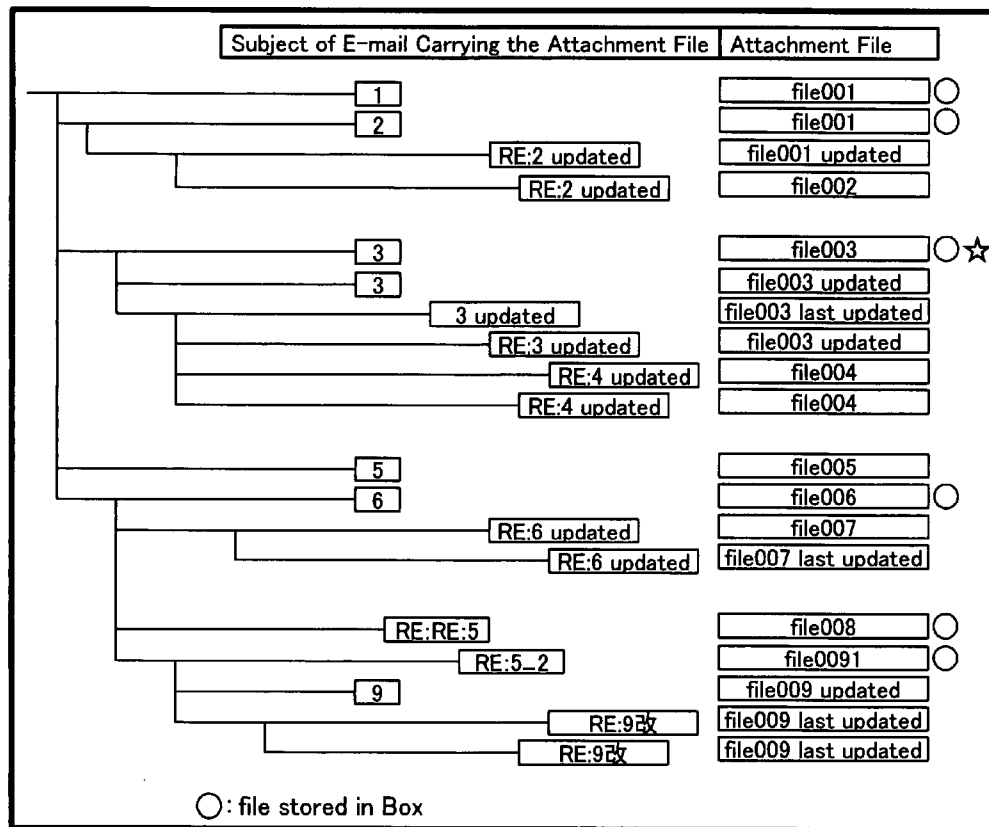 Subject of E-mail Carrying the Attachment File Attachment File
1 file001
2 file001
RE:2 updated file001 updated
RE:2 updated file002
3 file003
3 file003 updated
3 updated file003 last updated
RE:3 updated file003 updated
RE:4 updated file004
RE:4 updated file004
5 file005
6 file006
RE:6 updated file007
RE:6 updated file007 last updated
RE:RE:5 file008
RE:5_2 file0091
9 file009 updated
RE:9改 file009 last updated
RE:9改 file009 last updated
○: file stored in Box